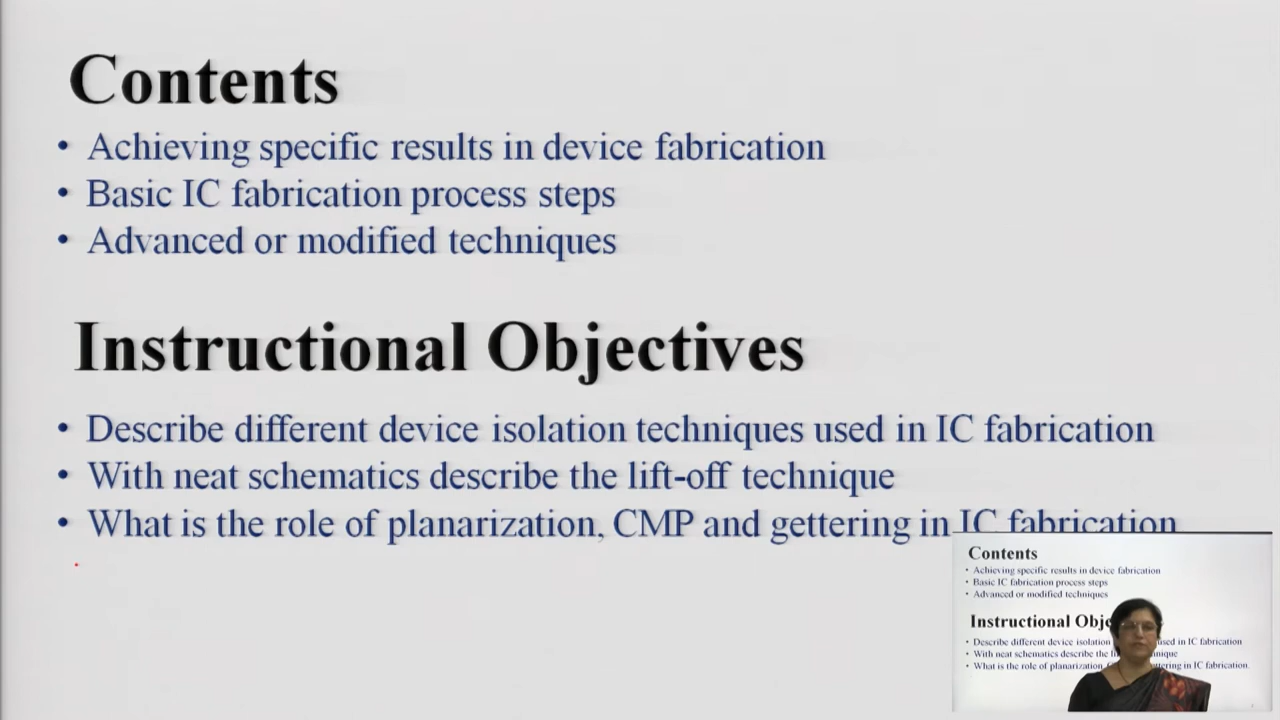 Contents
• Achieving specific results in device fabrication
• Basic IC fabrication process steps
• Advanced or modified techniques
Instructional Objectives
• Describe different device isolation techniques used in IC fabrication
• With neat schematics describe the lift-off technique
• What is the role of planarization, CMP and gettering in IC fabrication
Contents
• Achieving specific results in device fabrication
• Basic IC fabrication process steps
• Advanced or modified techniques
Instructional
• Describe different device isolation used in IC fabrication
• With neat schematics describe the
• What is the role of planarization, in IC fabrication.